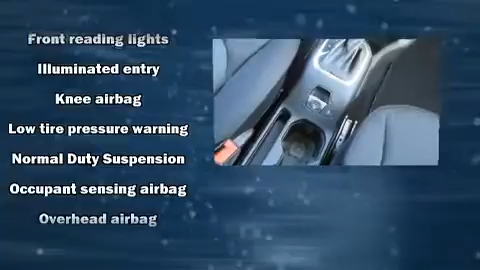 Front reading lights
Illuminated entry
Knee airbag
Low tire pressure warning
Normal Duty Suspension
Occupant sensing airbag
Overhead airbag